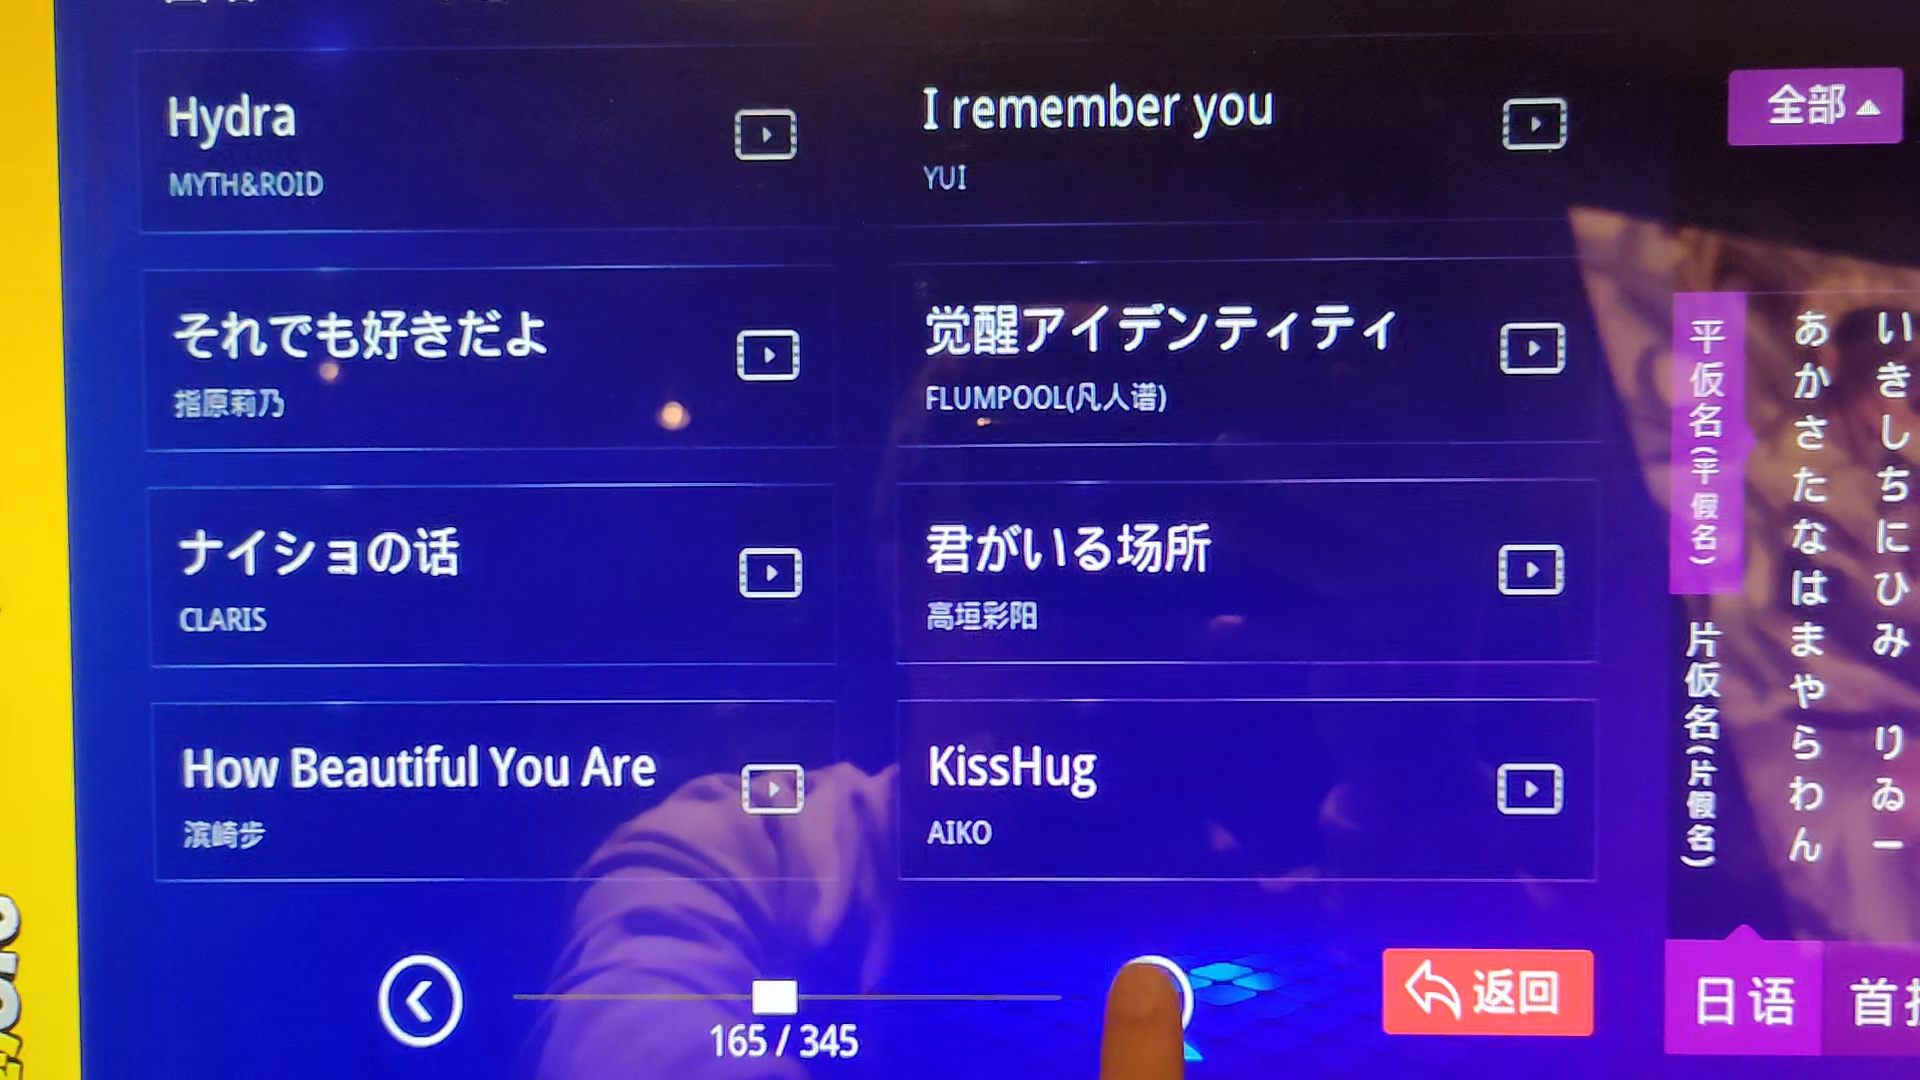 Hydra
MYTH&ROID
I remember you
YUI
全部
それでも好きだよ
指原莉乃
觉醒アイデンティティ
FLUMPOOL(凡人谱)
ナイショの话
CLARIS
君がいる场所
高垣彩阳
How Beautiful You Are
滨崎步
KissHug
AIKO
平仮名(平假名)
片仮名(片假名)
あかさたなはまやらわん
いきしちにひみ りゐー
165 / 345
返回
日语
首